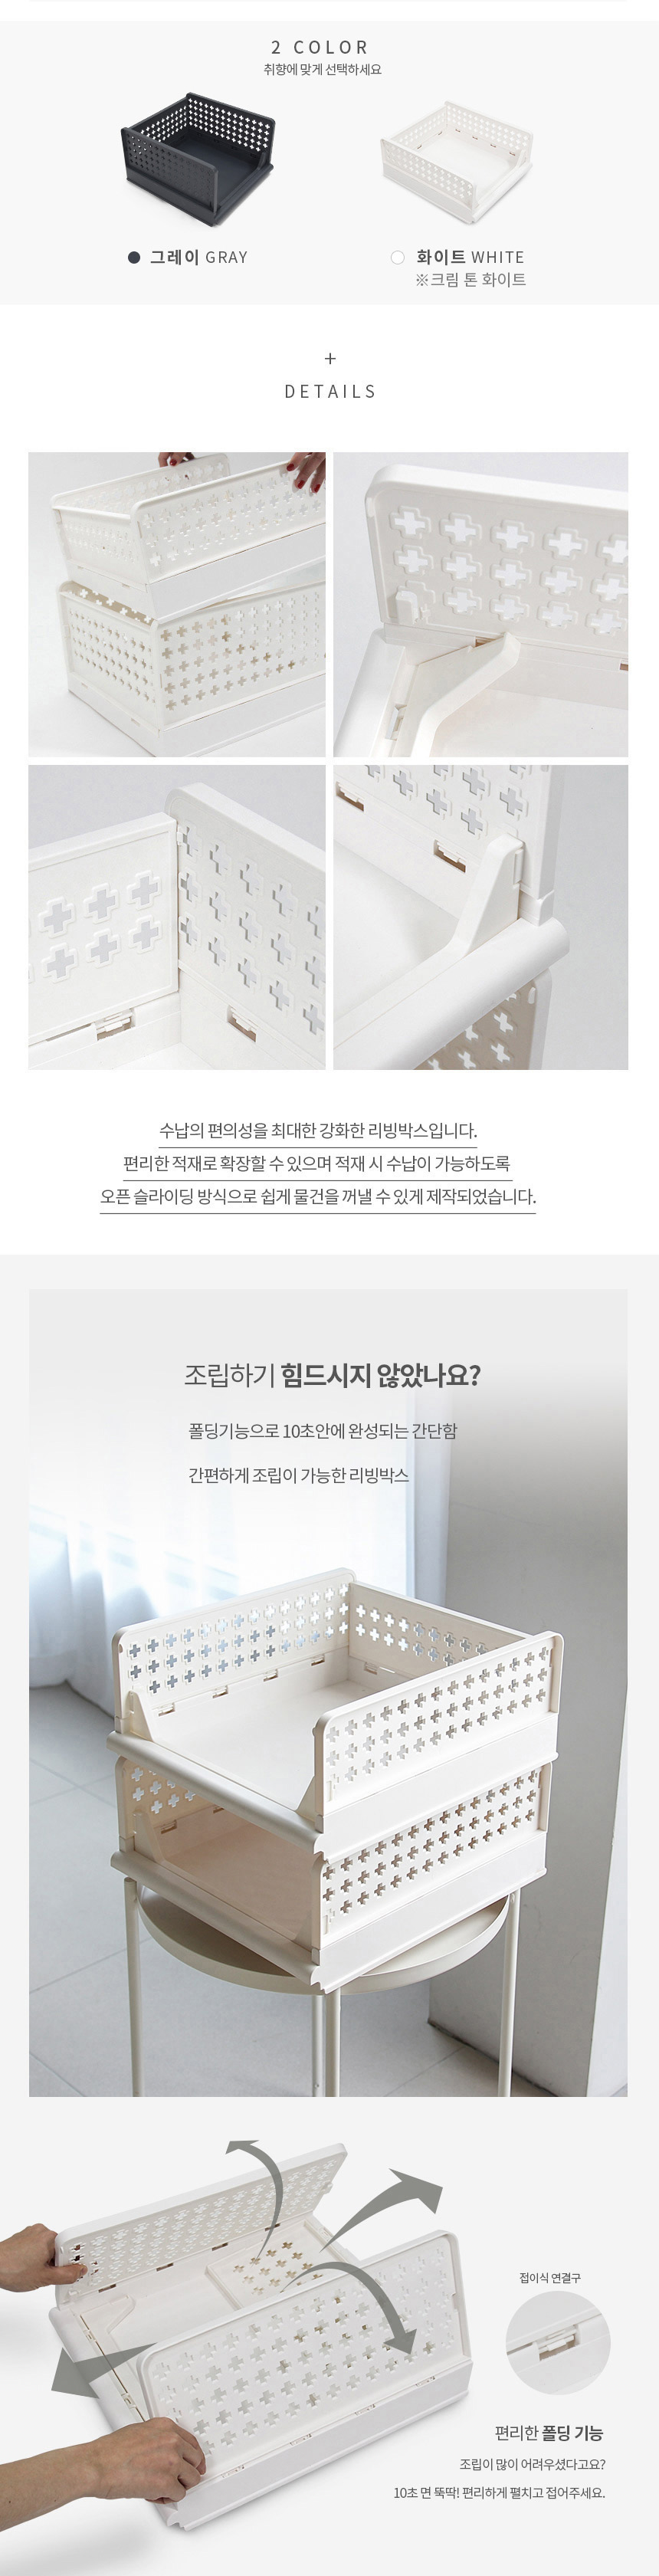 2 COLOR
취향에 맞게 선택하세요
그레이 GRAY
화이트 WHITE
※크림 톤 화이트
+
DETAILS
수납의 편의성을 최대한 강화한 리빙박스입니다.
편리한 적재로 확장할 수 있으며 적재 시 수납이 가능하도록
오픈 슬라이딩 방식으로 쉽게 물건을 꺼낼 수 있게 제작되었습니다.
조립하기 힘드시지 않았나요?
폴딩기능으로 10초안에 완성되는 간단함
간편하게 조립이 가능한 리빙박스
접이식 연결구
편리한 폴딩 기능
조립이 많이 어려우셨다고요?
10초 면 뚝딱! 편리하게 펼치고 접어주세요.